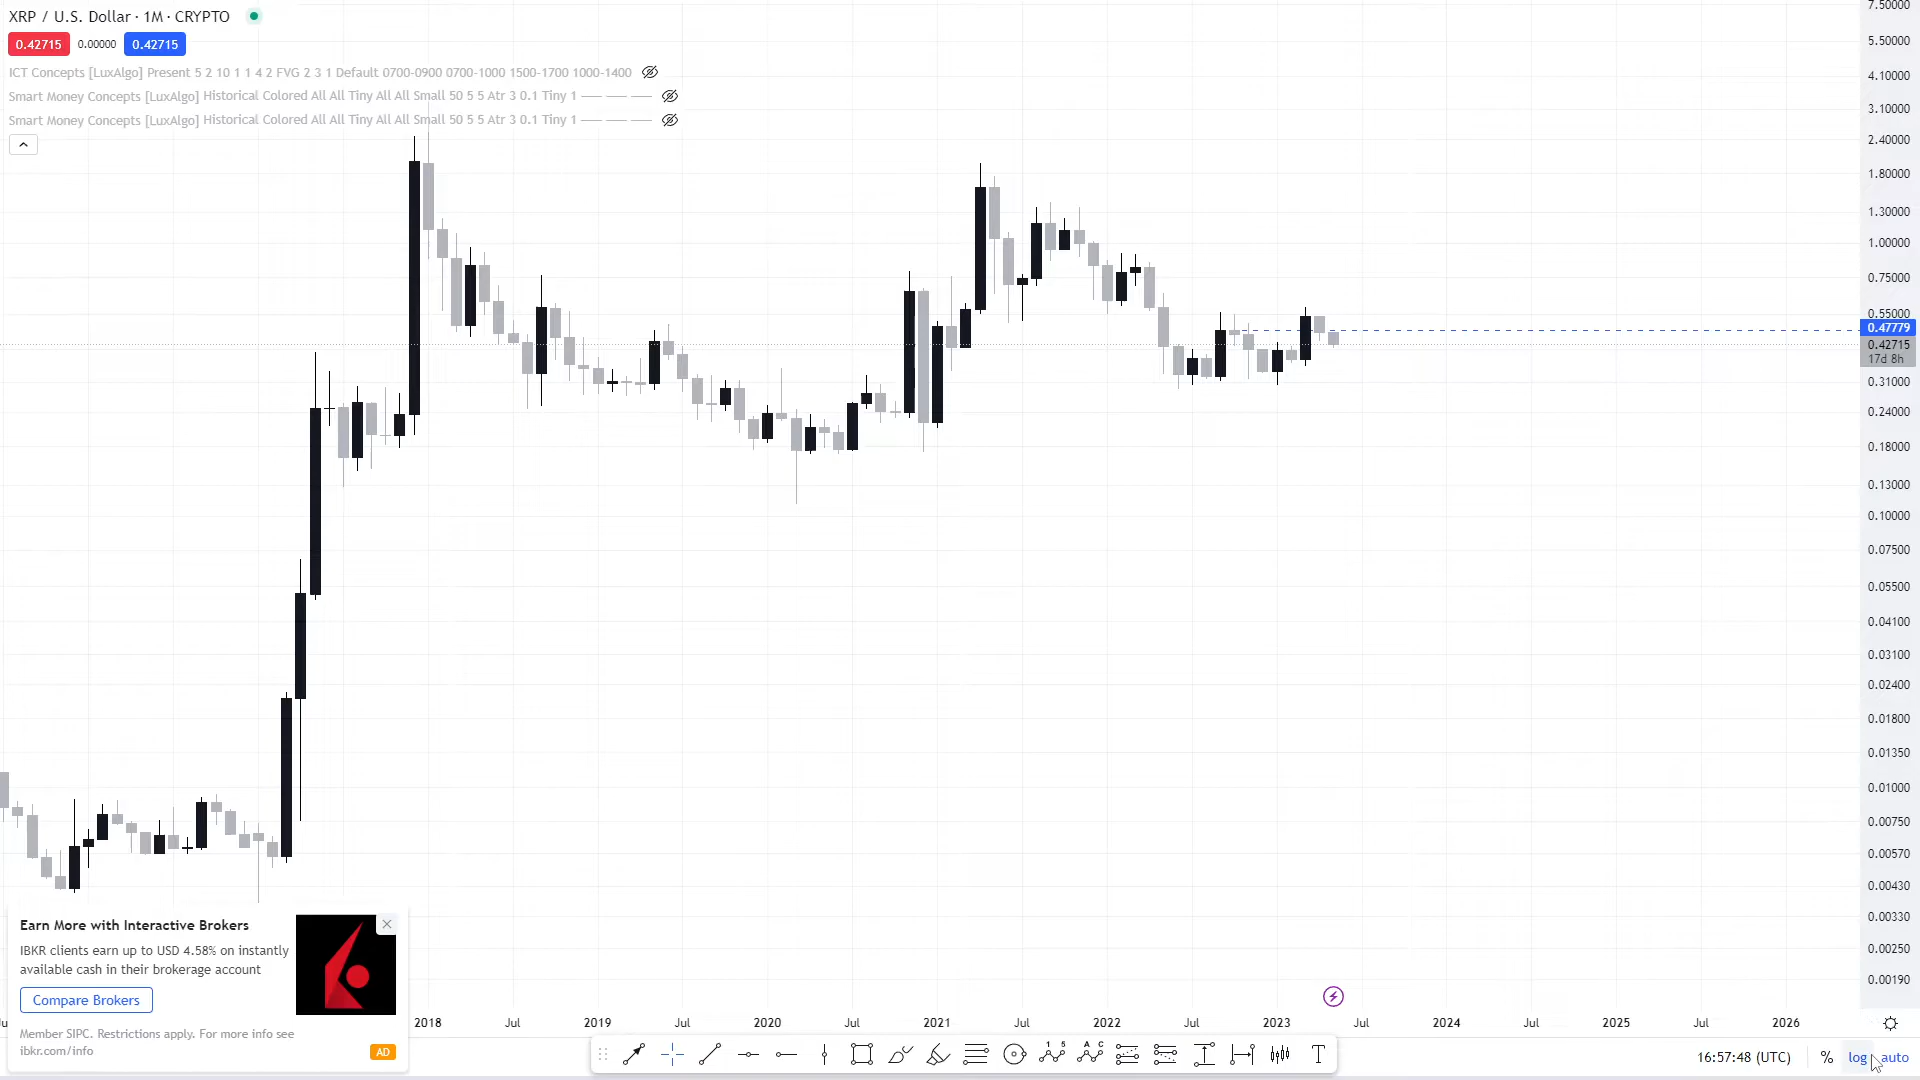 XRP / U.S. Dollar · 1M · CRYPTO
0.42715 0.00000 0.42715
ICT Concepts [LuxAlgo] Present 5 2 10 1 1 4 2 FVG 2 3 1 Default 0700-0900 0700-1000 1500-1700 1000-1400
Smart Money Concepts [LuxAlgo] Historical Colored All All Tiny All All Small 50 5 5 Atr 3 0.1 Tiny 1
Smart Money Concepts [LuxAlgo] Historical Colored All All Tiny All All Small 50 5 5 Atr 3 0.1 Tiny 1
7.50000
5.50000
4.10000
3.10000
2.40000
1.80000
1.30000
1.00000
0.75000
0.55000
0.47779
0.42715
17d 8h
0.31000
0.24000
0.18000
0.13000
0.10000
0.07500
0.05500
0.04100
0.03100
0.02400
0.01800
0.01350
0.01000
0.00750
0.00570
0.00430
0.00330
0.00250
0.00190
Earn More with Interactive Brokers
IBKR clients earn up to USD 4.58% on instantly
available cash in their brokerage account
Compare Brokers
Member SIPC. Restrictions apply. For more info see
ibkr.com/info
AD
2018 Jul 2019 Jul 2020 Jul 2021 Jul 2022 Jul 2023 Jul 2024 Jul 2025 Jul 2026
16:57:48 (UTC) % log auto